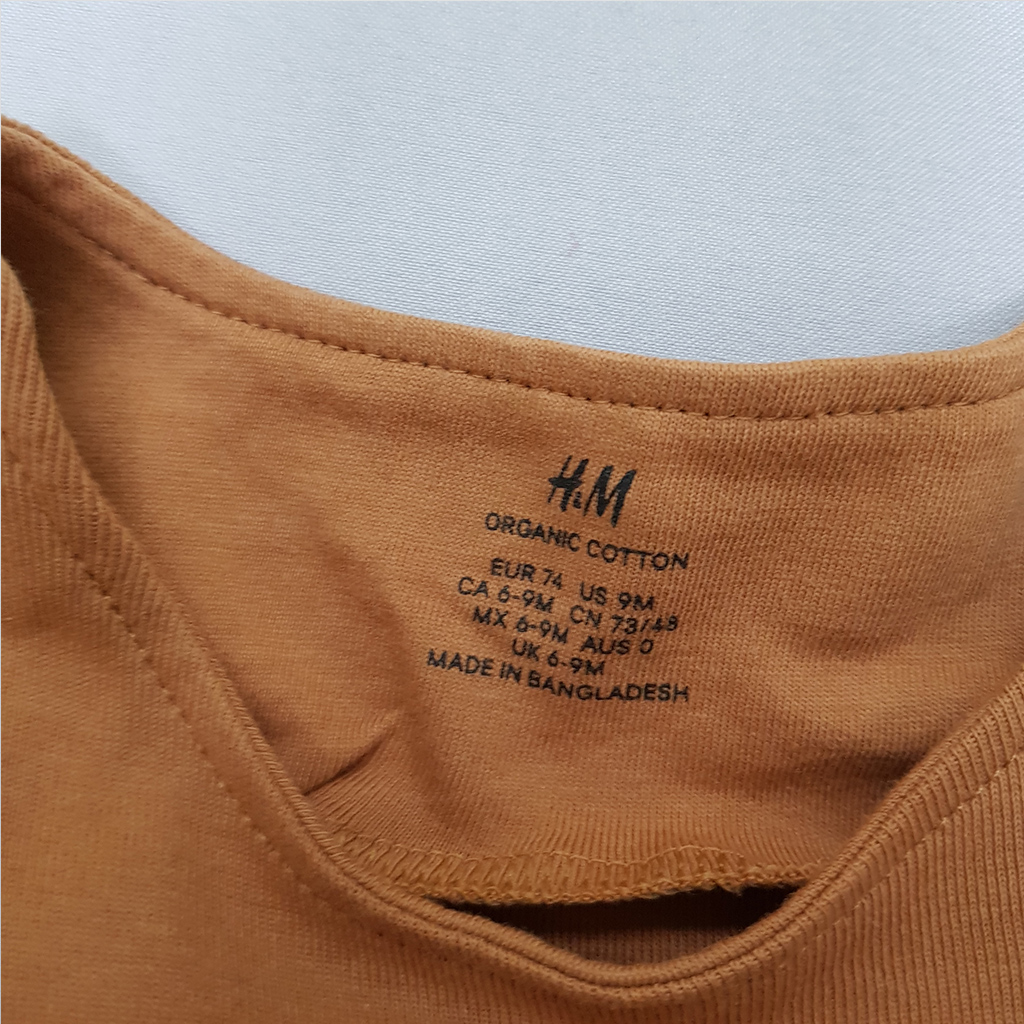 H&M
ORGANIC COTTON
EUR 74 US 9M
CA 6-9M CN 73/48
MX 6-9M AUS 0
UK 6-9M
MADE IN BANGLADESH